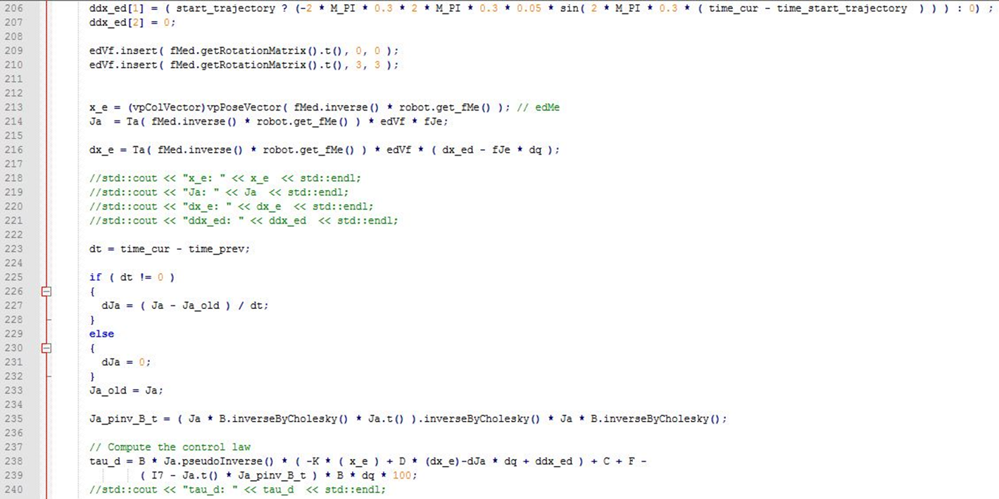 206 ddx_ed[1] = ( start_trajectory ? (-2 * M_PI * 0.3 * 2 * M_PI * 0.3 * 0.05 * sin( 2 * M_PI * 0.3 * ( time_cur - time_start_trajectory  ) ) ) : 0) ;
207 ddx_ed[2] = 0;
208
209 edVf.insert( fMed.getRotationMatrix().t(), 0, 0 );
210 edVf.insert( fMed.getRotationMatrix().t(), 3, 3 );
211
212
213 x_e = (vpColVector)vpPoseVector( fMed.inverse() * robot.get_fMe() ); // edMe
214 Ja  = Ta( fMed.inverse() * robot.get_fMe() ) * edVf * fJe;
215
216 dx_e = Ta( fMed.inverse() * robot.get_fMe() ) * edVf * ( dx_ed - fJe * dq );
217
218 //std::cout << "x_e: " << x_e  << std::endl;
219 //std::cout << "Ja: " << Ja  << std::endl;
220 //std::cout << "dx_e: " << dx_e  << std::endl;
221 //std::cout << "ddx_ed: " << ddx_ed  << std::endl;
222
223 dt = time_cur - time_prev;
224
225 if ( dt != 0 )
226 {
227   dJa = ( Ja - Ja_old ) / dt;
228 }
229 else
230 {
231   dJa = 0;
232 }
233 Ja_old = Ja;
234
235 Ja_pinv_B_t = ( Ja * B.inverseByCholesky() * Ja.t() ).inverseByCholesky() * Ja * B.inverseByCholesky();
236
237 // Compute the control law
238 tau_d = B * Ja.pseudoInverse() * ( -K * ( x_e ) + D * (dx_e)-dJa * dq + ddx_ed ) + C + F -
239         ( I7 - Ja.t() * Ja_pinv_B_t ) * B * dq * 100;
240 //std::cout << "tau_d: " << tau_d  << std::endl;